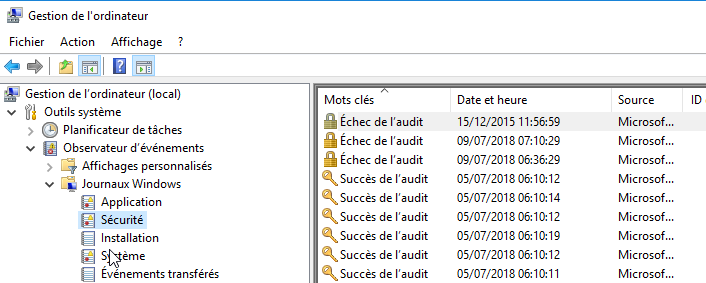 Gestion de l'ordinateur
Fichier Action Affichage ?
Gestion de l'ordinateur (local)
Outils système
Planificateur de tâches
Observateur d'événements
Affichages personnalisés
Journaux Windows
Application
Sécurité
Installation
Système
Événements transférés
Mots clés Date et heure Source ID
Échec de l'audit 15/12/2015 11:56:59 Microsof...
Échec de l'audit 09/07/2018 07:10:29 Microsof...
Échec de l'audit 09/07/2018 06:36:29 Microsof...
Succès de l'audit 05/07/2018 06:10:12 Microsof...
Succès de l'audit 05/07/2018 06:10:14 Microsof...
Succès de l'audit 05/07/2018 06:10:12 Microsof...
Succès de l'audit 05/07/2018 06:10:19 Microsof...
Succès de l'audit 05/07/2018 06:10:12 Microsof...
Succès de l'audit 05/07/2018 06:10:11 Microsof...